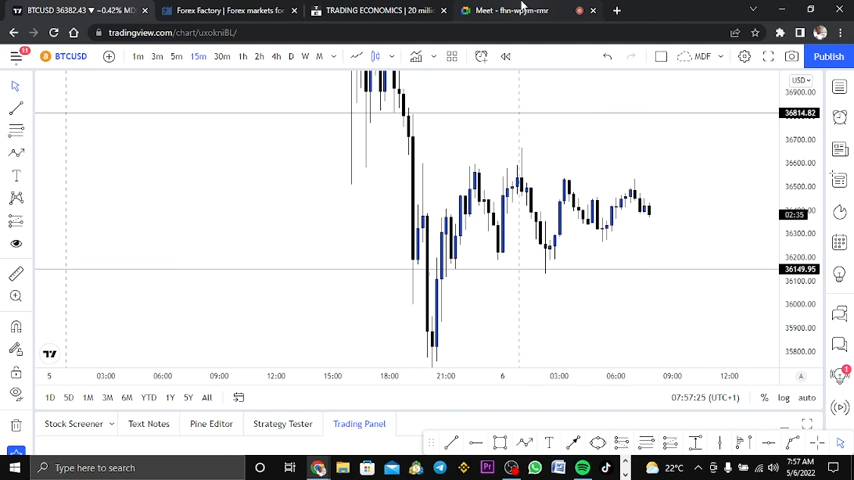 BTCUSD 36382.43 ▼ −0.42% MD
Forex Factory | Forex markets fo
TRADING ECONOMICS | 20 mili
Meet - fhn-wpjm-rmr
tradingview.com/chart/uxokniBL/
11
BTCUSD
1m 3m 5m 15m 30m 1h 2h 4h D W M
MDF
Publish
USD
36900.00
36814.82
36700.00
36600.00
36500.00
02:35
36300.00
36200.00
36149.95
36100.00
36000.00
35900.00
35800.00
5 03:00 06:00 09:00 12:00 15:00 18:00 21:00 6 03:00 06:00 09:00 12:00
A
1D 5D 1M 3M 6M YTD 1Y 5Y All
07:57:25 (UTC+1) % log auto
1
Stock Screener Text Notes Pine Editor Strategy Tester Trading Panel
Type here to search
22°C
7:57 AM
5/6/2022